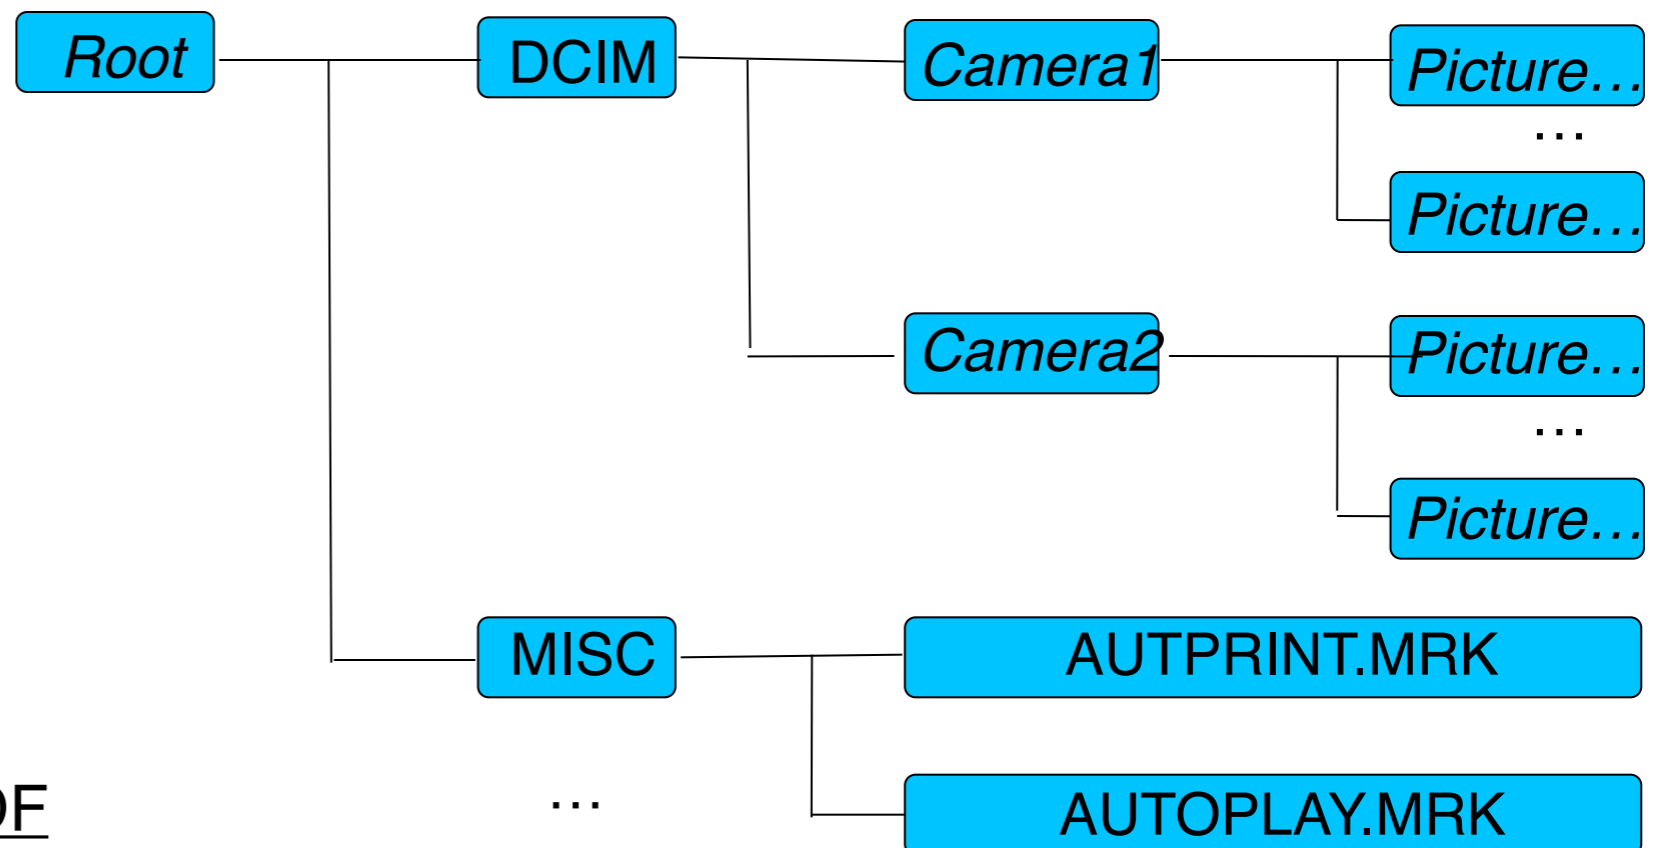 Root DCIM Camera1 Picture…
…
Picture…
Camera2 Picture…
…
Picture…
MISC AUTPRINT.MRK
… AUTOPLAY.MRK